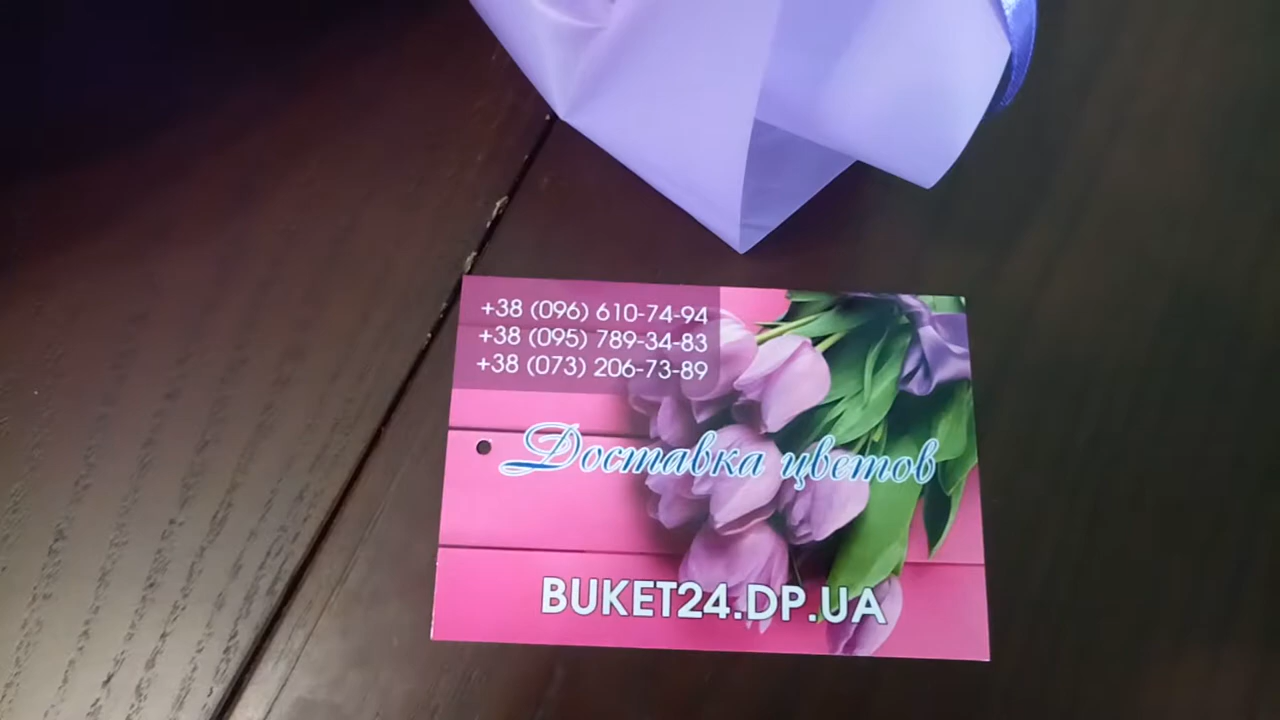 +38 (096) 610-74-94
+38 (095) 789-34-83
+38 (073) 206-73-89
Доставка цветов
BUKET24.DP.UA